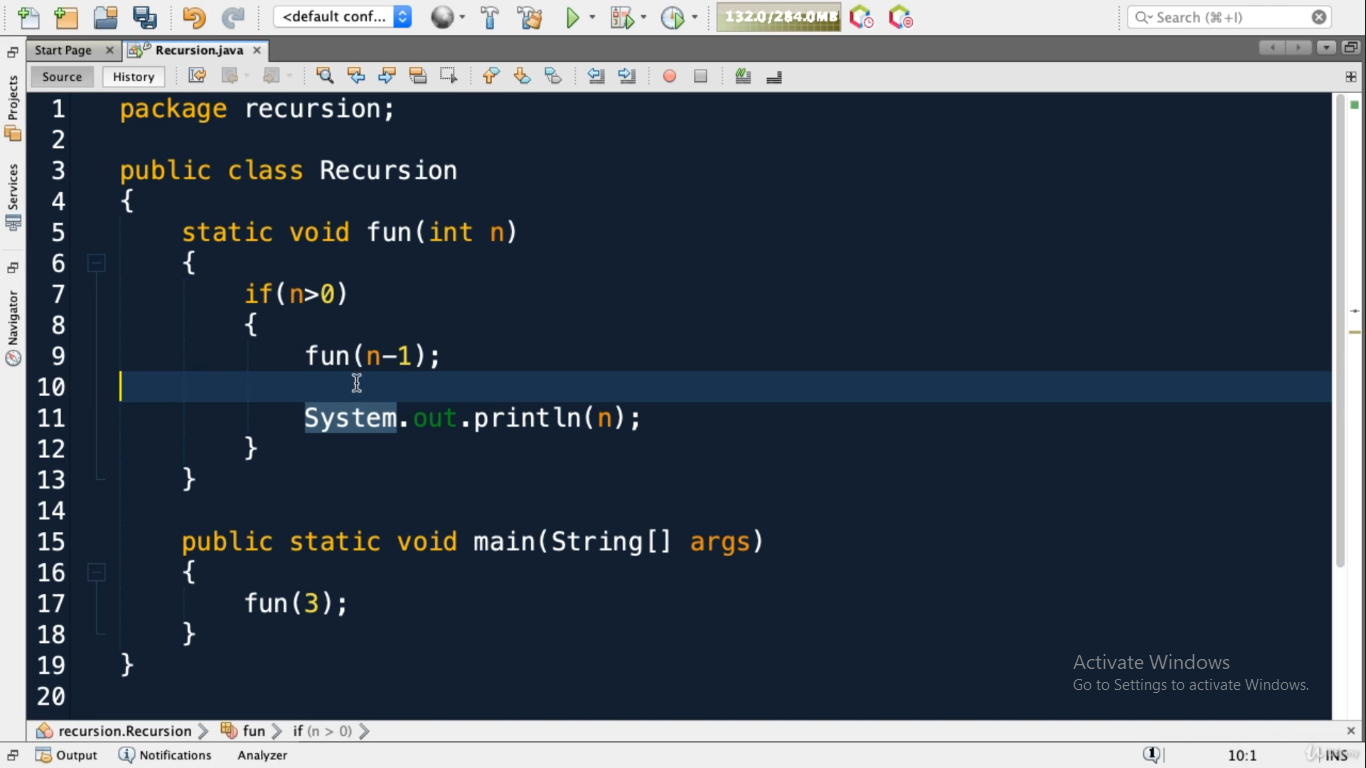 <default conf...
132.0/284.0MB
Search (⌘+I)
Start Page
Recursion.java
Source
History
Projects
Services
Navigator
1 package recursion;
2
3 public class Recursion
4 {
5 static void fun(int n)
6 {
7 if(n>0)
8 {
9 fun(n-1);
10
11 System.out.println(n);
12 }
13 }
14
15 public static void main(String[] args)
16 {
17 fun(3);
18 }
19 }
20
Activate Windows
Go to Settings to activate Windows.
recursion.Recursion
fun
if (n > 0)
Output
Notifications
Analyzer
1
10:1
INS